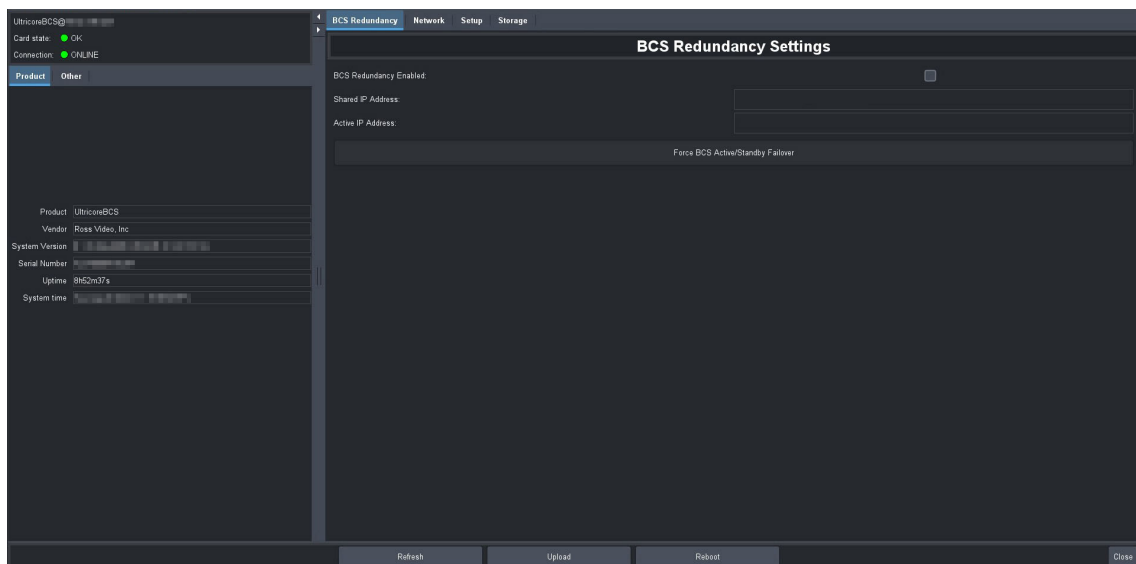 UltricoreBCS@
Card state: OK
Connection: ONLINE
Product Other
Product UltricoreBCS
Vendor Ross Video, Inc
System Version
Serial Number
Uptime 8h52m37s
System time
BCS Redundancy Network Setup Storage
BCS Redundancy Settings
BCS Redundancy Enabled:
Shared IP Address:
Active IP Address:
Force BCS Active/Standby Failover
Refresh Upload Reboot Close